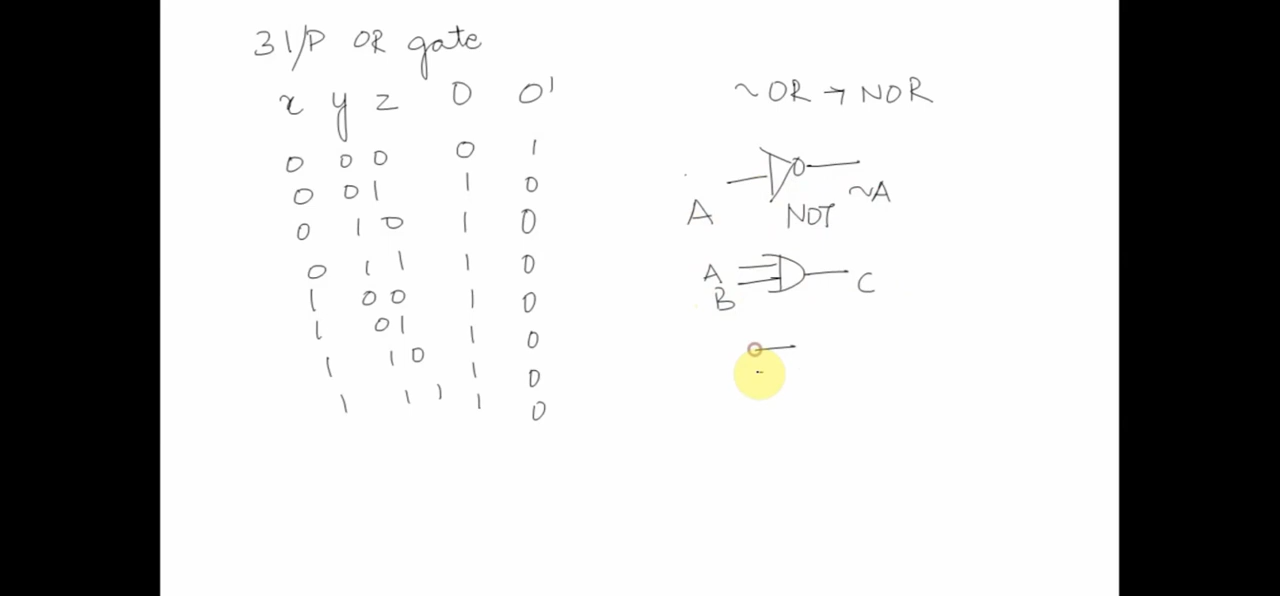 3 I/P OR gate
x y z O O'
0 0 0 0 1
0 0 1 1 0
0 1 0 1 0
0 1 1 1 0
1 0 0 1 0
1 0 1 1 0
1 1 0 1 0
1 1 1 1 0
~OR → NOR
A ~A
NOT
A
B C